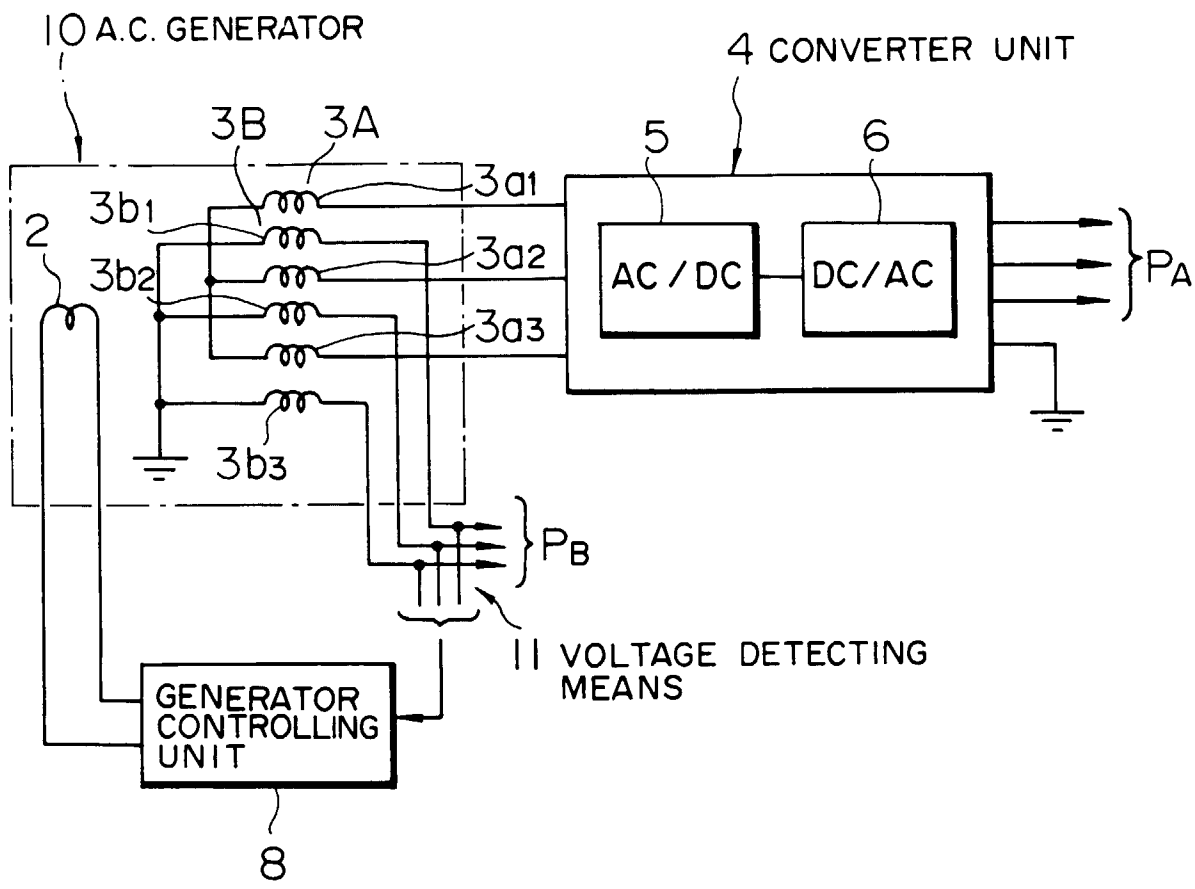 10 A.C. GENERATOR
4 CONVERTER UNIT
3B 3A
5 6
3a1
3b1
2
3a2
3b2
AC/DC DC/AC
PA
3a3
3b3
PB
11 VOLTAGE DETECTING
MEANS
GENERATOR
CONTROLLING
UNIT
8